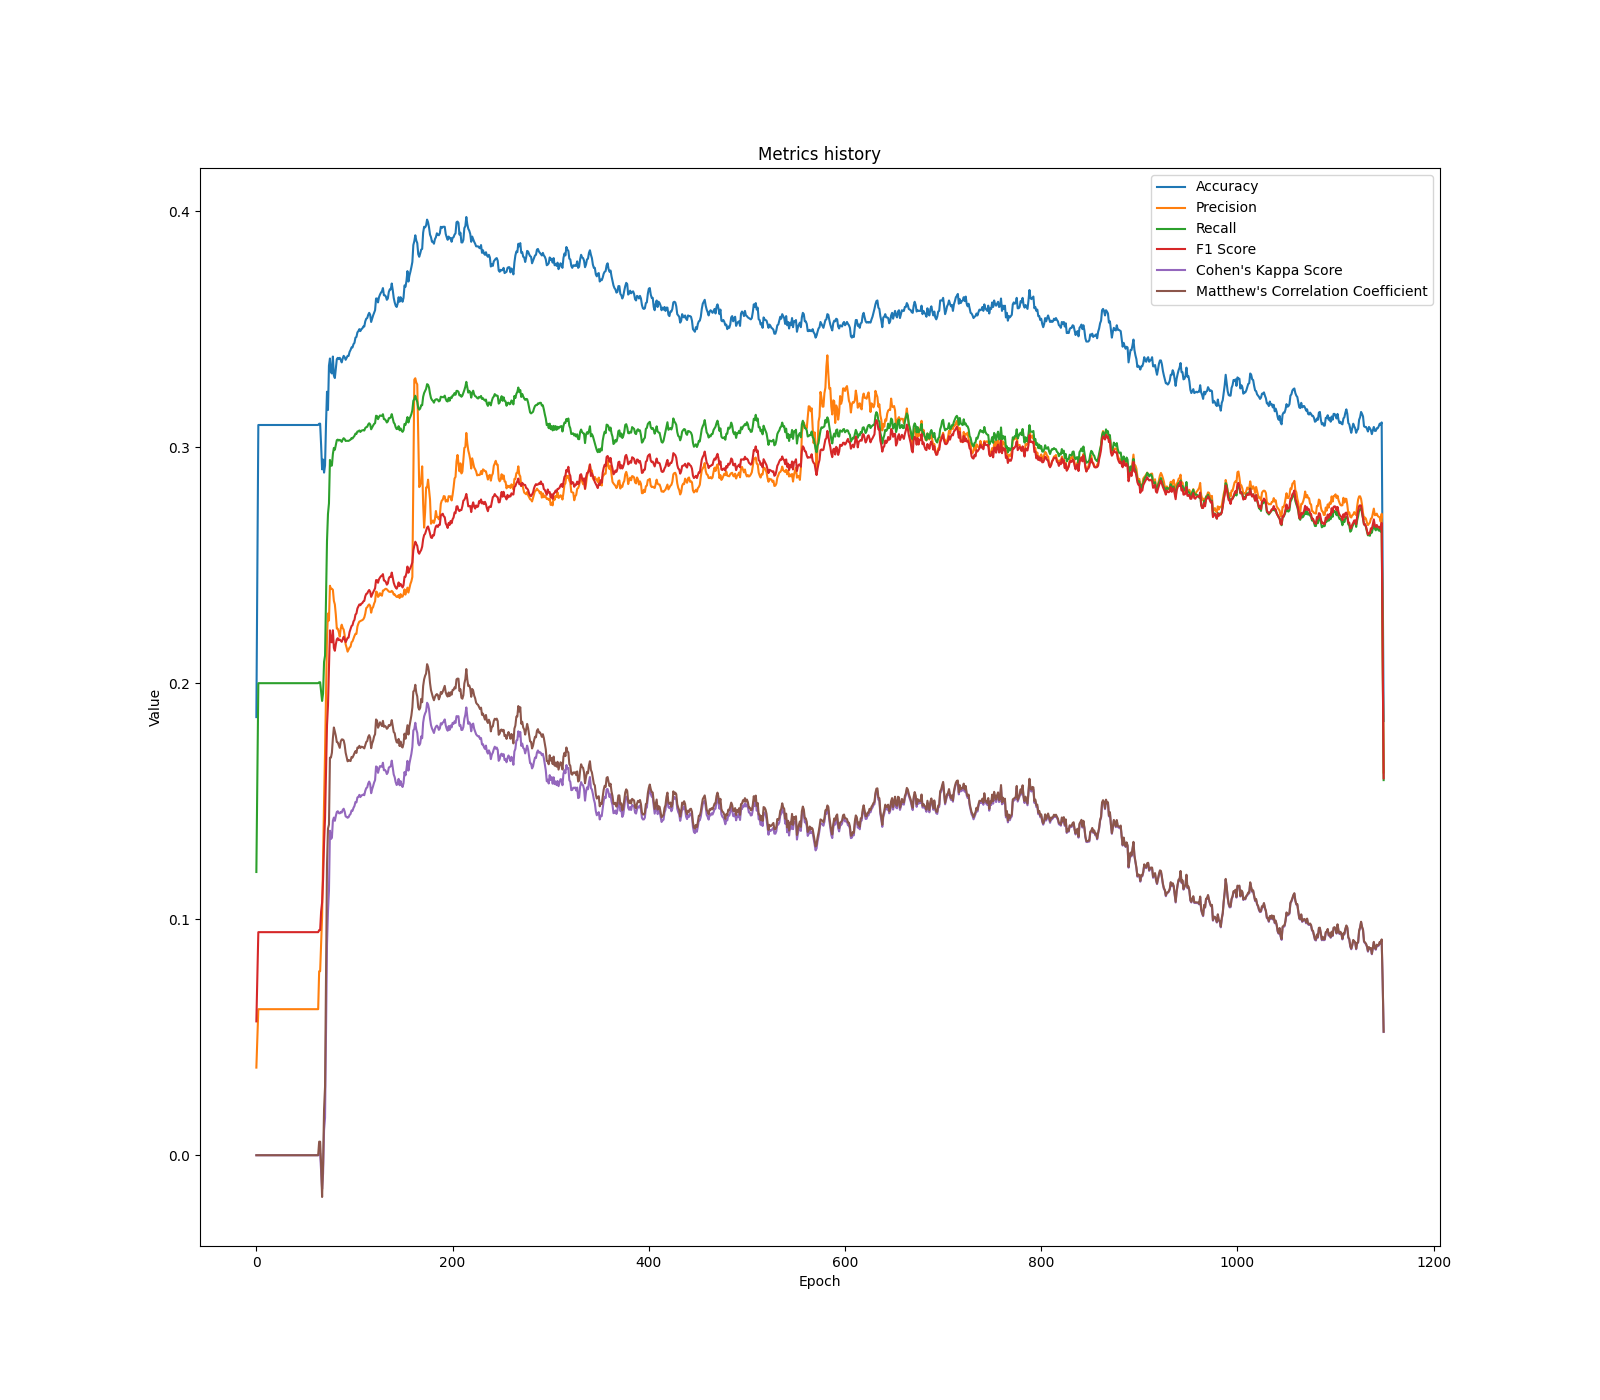 Metrics history
Accuracy
Precision
Recall
F1 Score
Cohen's Kappa Score
Matthew's Correlation Coefficient
Value
0.4
0.3
0.2
0.1
0.0
0 200 400 600 800 1000 1200
Epoch